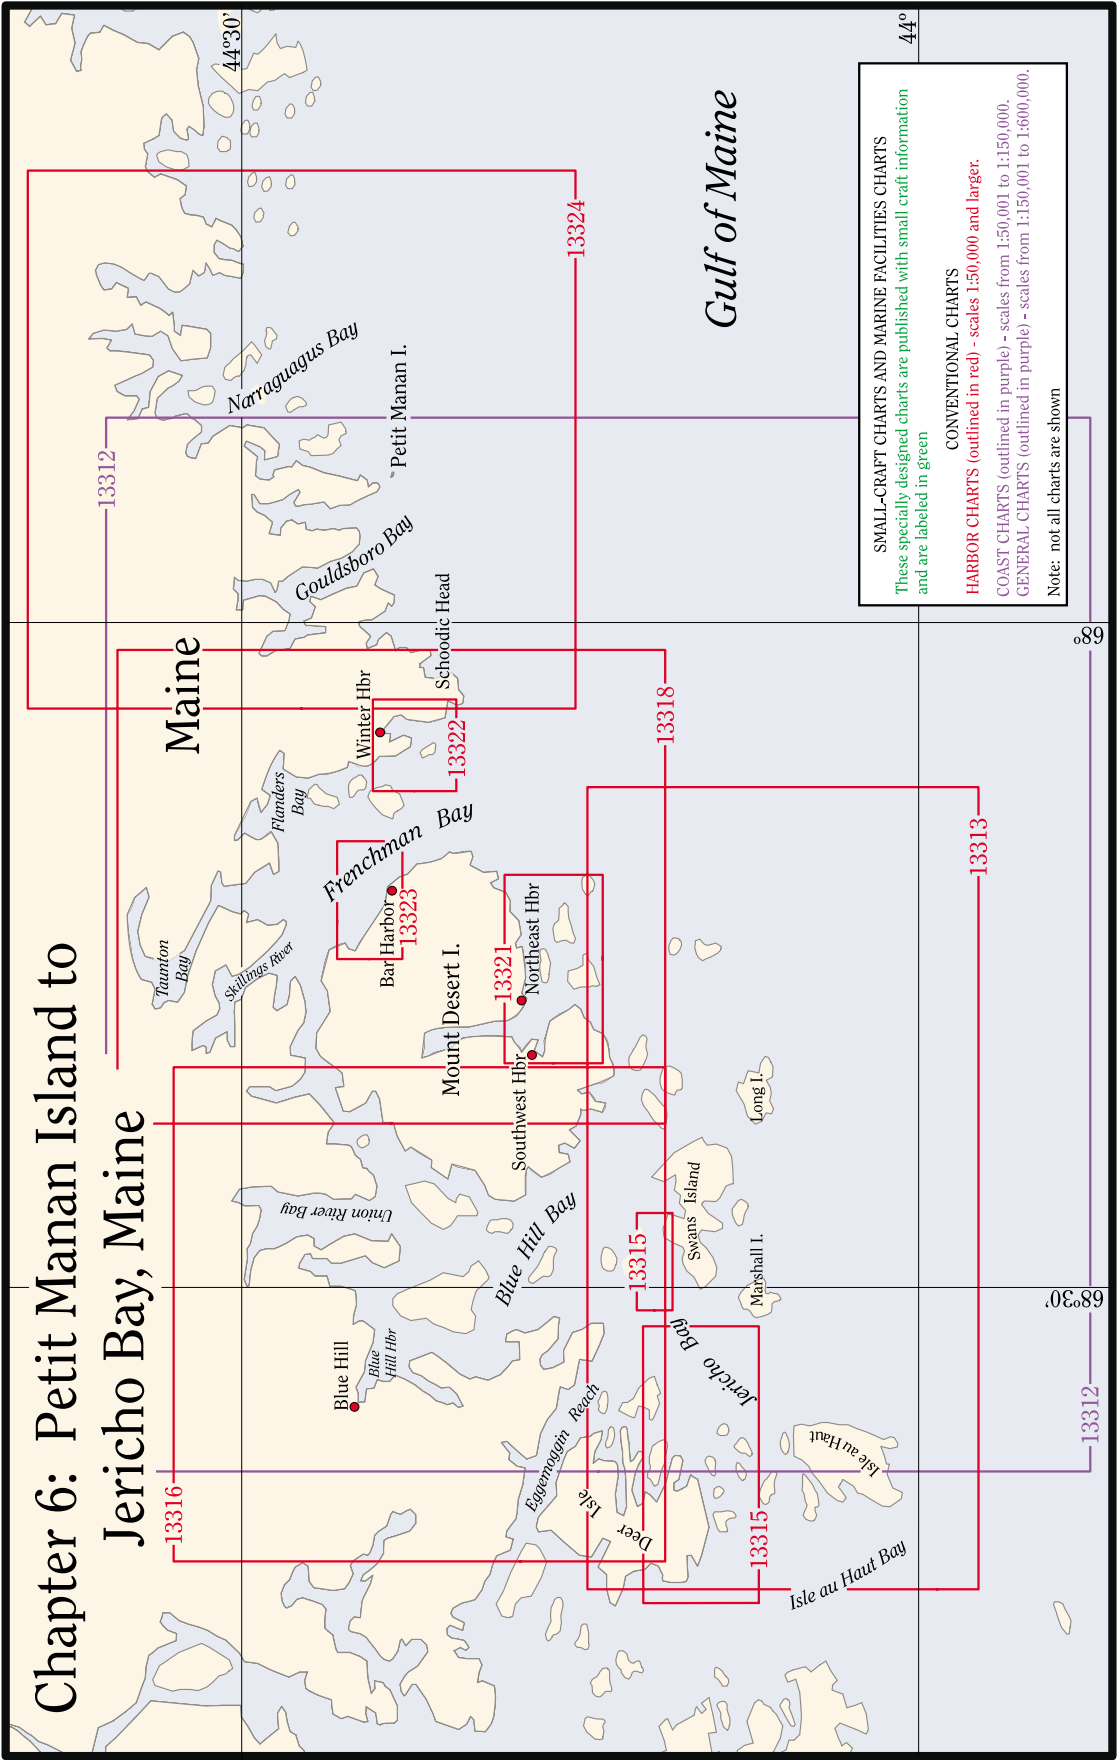 Chapter 6: Petit Manan Island to
Jericho Bay, Maine
44º30'
44º
68º
68º30'
Maine
Gulf of Maine
13312
13324
Narraguagus Bay
Petit Manan I.
Gouldsboro Bay
Schoodic Head
Winter Hbr
13322
13318
Flanders
Bay
Frenchman Bay
Taunton
Bay
Skillings River
Bar Harbor
13323
Mount Desert I.
13321
Northeast Hbr
Southwest Hbr
13313
Long I.
Union River Bay
Blue Hill Bay
Swans Island
13315
Marshall I.
Blue Hill
Blue
Hill Hbr
Jericho Bay
Eggemoggin Reach
Deer Isle
Isle au Haut
13316
13315
Isle au Haut Bay
13312
SMALL-CRAFT CHARTS AND MARINE FACILITIES CHARTS
These specially designed charts are published with small craft information
and are labeled in green
CONVENTIONAL CHARTS
HARBOR CHARTS (outlined in red) - scales 1:50,000 and larger.
COAST CHARTS (outlined in purple) - scales from 1:50,001 to 1:150,000.
GENERAL CHARTS (outlined in purple) - scales from 1:150,001 to 1:600,000.
Note: not all charts are shown